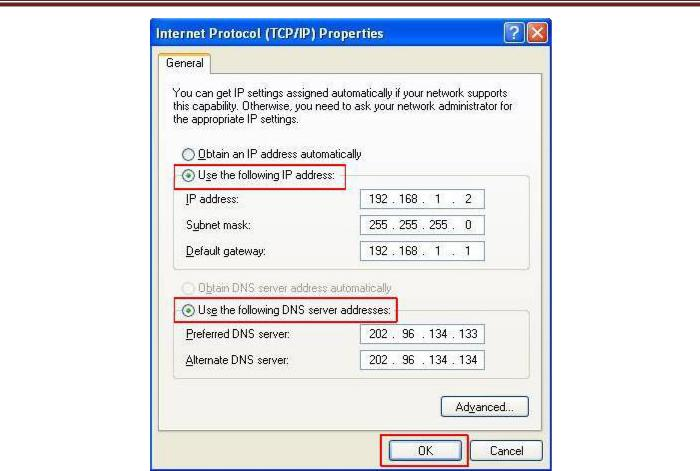 Internet Protocol (TCP/IP) Properties
General
You can get IP settings assigned automatically if your network supports
this capability. Otherwise, you need to ask your network administrator for
the appropriate IP settings.
Obtain an IP address automatically
Use the following IP address:
IP address: 192 . 168 . 1 . 2
Subnet mask: 255 . 255 . 255 . 0
Default gateway: 192 . 168 . 1 . 1
Obtain DNS server address automatically
Use the following DNS server addresses:
Preferred DNS server: 202 . 96 . 134 . 133
Alternate DNS server: 202 . 96 . 134 . 134
Advanced...
OK Cancel